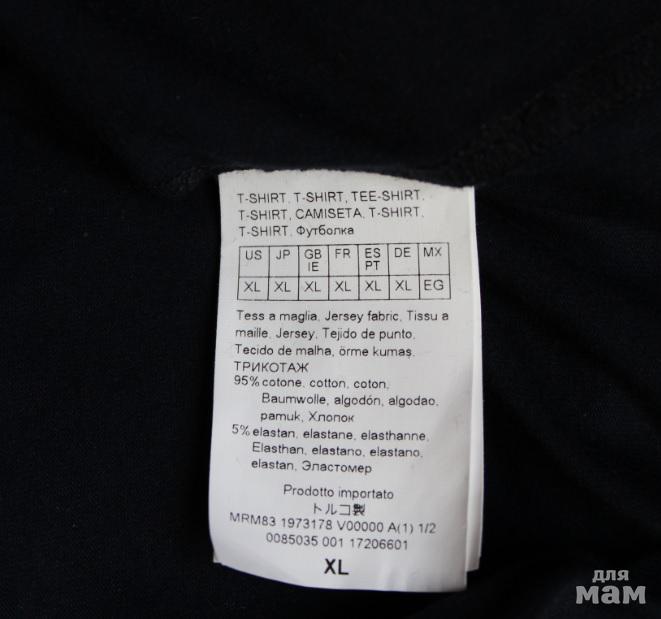 T-SHIRT, T-SHIRT, TEE-SHIRT,
T-SHIRT, CAMISETA, T-SHIRT,
T-SHIRT, Футболка
US JP GB IE FR ES PT DE MX
XL XL XL XL XL XL EG
Tess a maglia, Jersey fabric, Tissu a
maille, Jersey, Tejido de punto,
Tecido de malha, örme kumaş,
ТРИКОТАЖ
95% cotone, cotton, coton,
Baumwolle, algodón, algodao,
pamuk, Хлопок
5% elastan, elastane, elasthanne,
Elasthan, elastano, elastano,
elastan, Эластомер
Prodotto importato
トルコ製
MRM83 1973178 V00000 A(1) 1/2
0085035 001 17206601
XL
для
мам